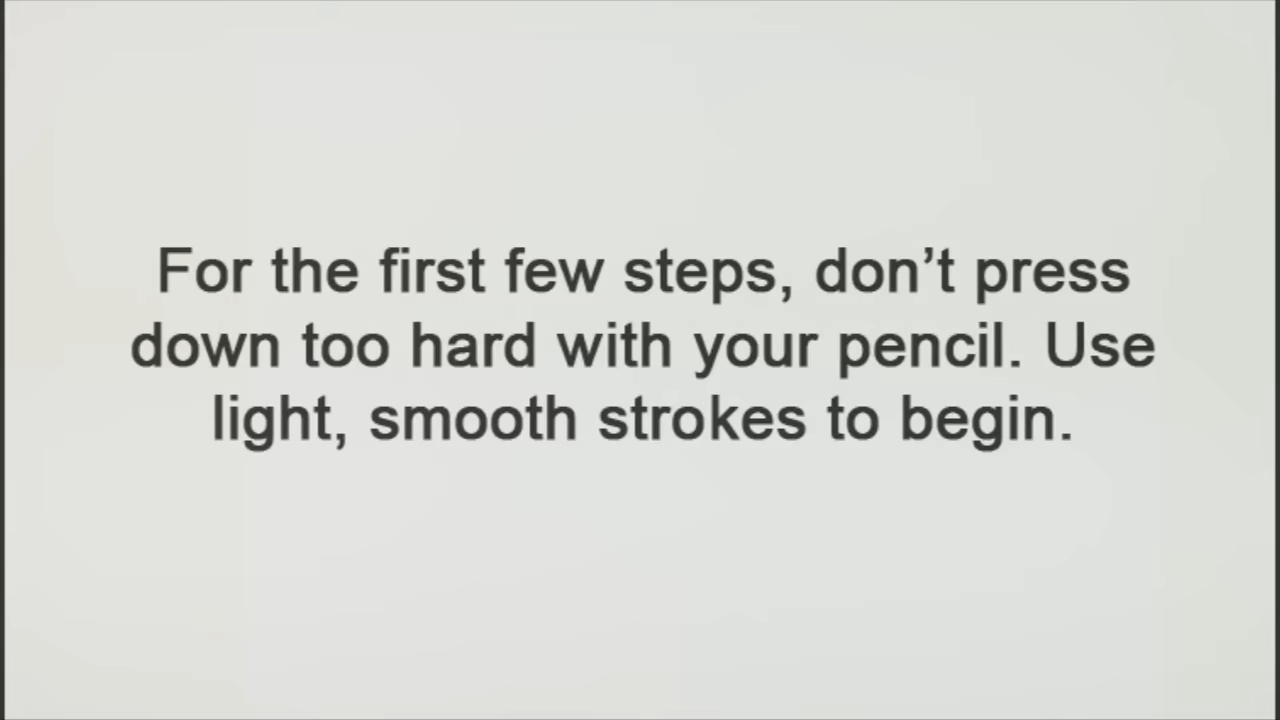 For the first few steps, don’t press
down too hard with your pencil. Use
light, smooth strokes to begin.